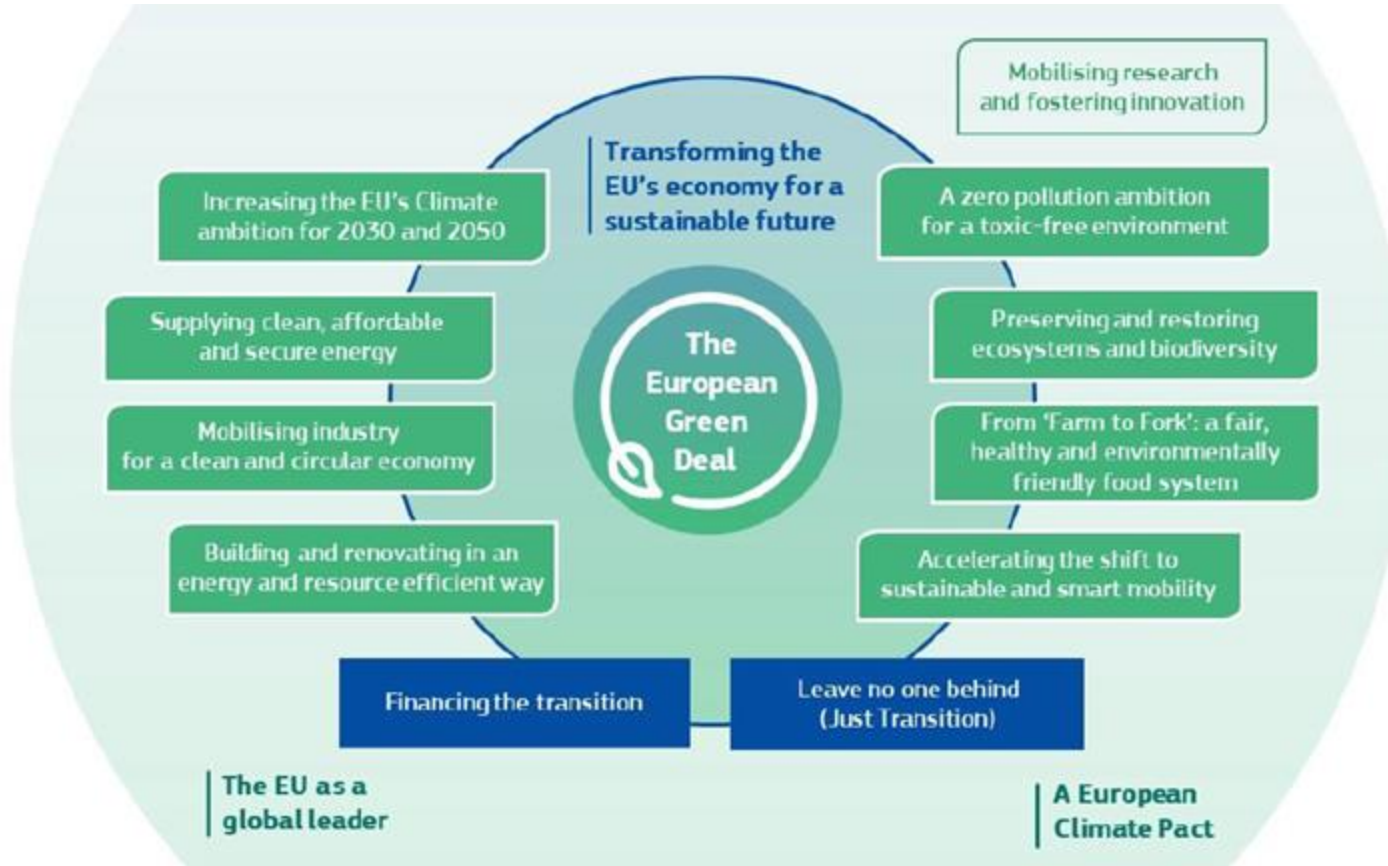 Mobilising research
and fostering innovation
Transforming the
EU's economy for a
sustainable future
Increasing the EU's Climate
ambition for 2030 and 2050
A zero pollution ambition
for a toxic-free environment
Supplying clean, affordable
and secure energy
Preserving and restoring
ecosystems and biodiversity
The
European
Green
Deal
Mobilising industry
for a clean and circular economy
From 'Farm to Fork': a fair,
healthy and environmentally
friendly food system
Building and renovating in an
energy and resource efficient way
Accelerating the shift to
sustainable and smart mobility
Financing the transition
Leave no one behind
(Just Transition)
The EU as a
global leader
A European
Climate Pact